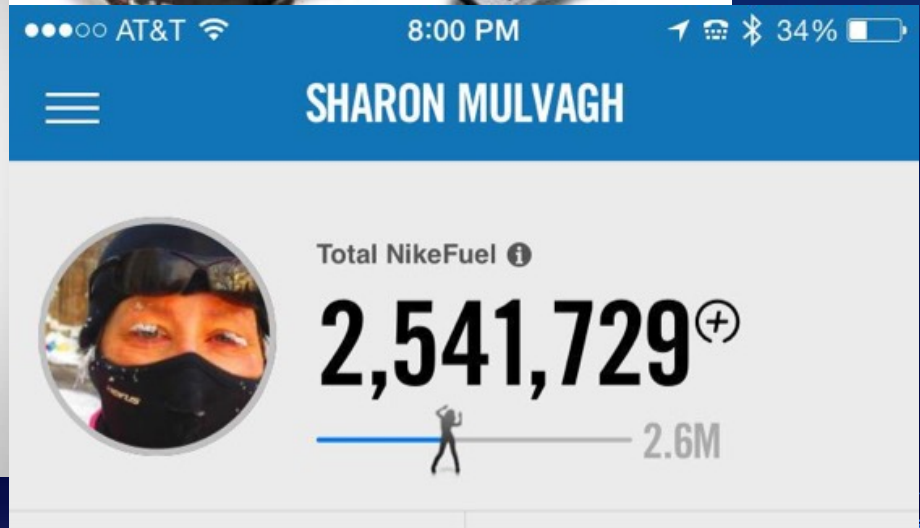 AT&T 8:00 PM 34%
SHARON MULVAGH
Total NikeFuel
2,541,729
2.6M